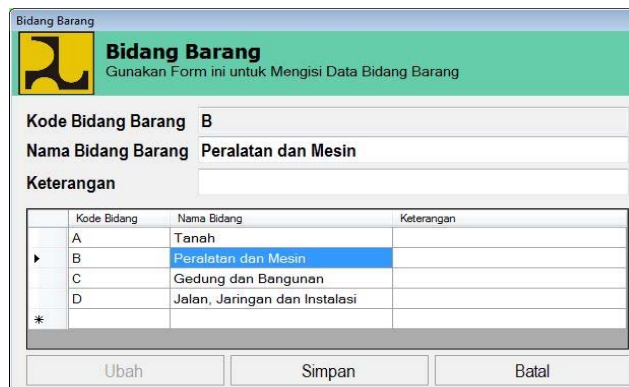 Bidang Barang
Bidang Barang
Gunakan Form ini untuk Mengisi Data Bidang Barang
Kode Bidang Barang B
Nama Bidang Barang Peralatan dan Mesin
Keterangan
Kode Bidang Nama Bidang Keterangan
A Tanah
B Peralatan dan Mesin
C Gedung dan Bangunan
D Jalan, Jaringan dan Instalasi
Ubah Simpan Batal